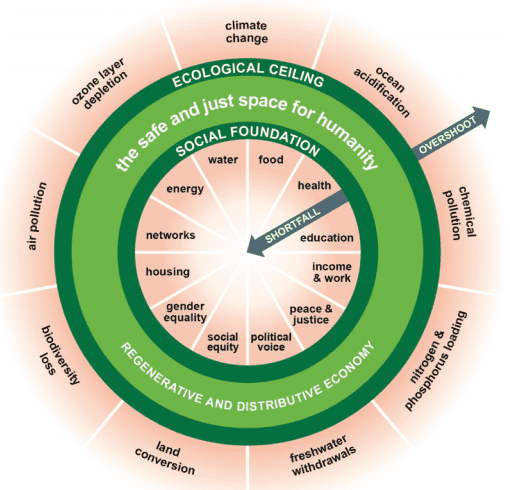 climate
change
ozone layer
depletion
ocean
acidification
ECOLOGICAL CEILING
the safe and just space for humanity
SOCIAL FOUNDATION
OVERSHOOT
water
food
energy
health
SHORTFALL
air pollution
chemical
pollution
networks
education
housing
income
& work
gender
equality
peace &
justice
social
equity
political
voice
biodiversity
loss
nitrogen &
phosphorus loading
REGENERATIVE AND DISTRIBUTIVE ECONOMY
land
conversion
freshwater
withdrawals